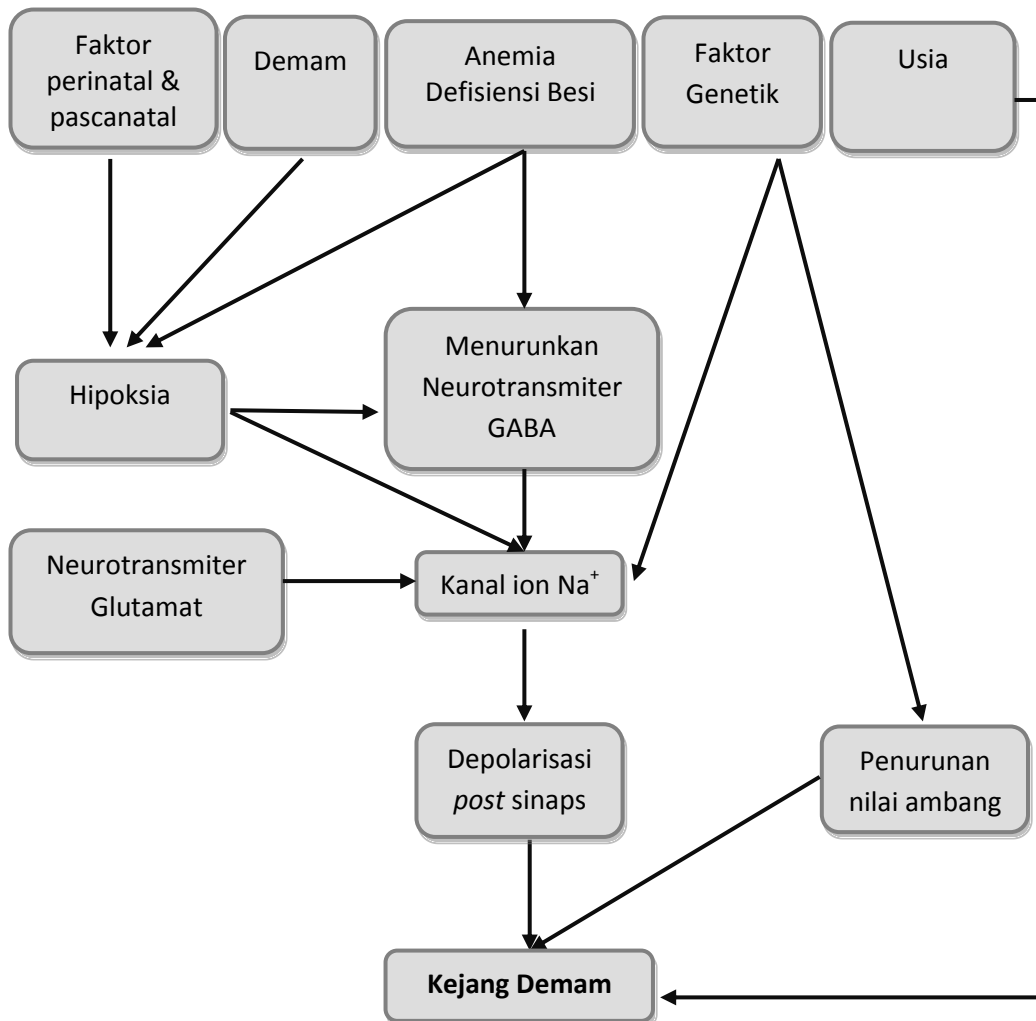 Faktor
perinatal &
pascanatal
Demam
Anemia
Defisiensi Besi
Faktor
Genetik
Usia
Hipoksia
Menurunkan
Neurotransmiter
GABA
Neurotransmiter
Glutamat
Kanal ion Na⁺
Depolarisasi
post sinaps
Penurunan
nilai ambang
Kejang Demam